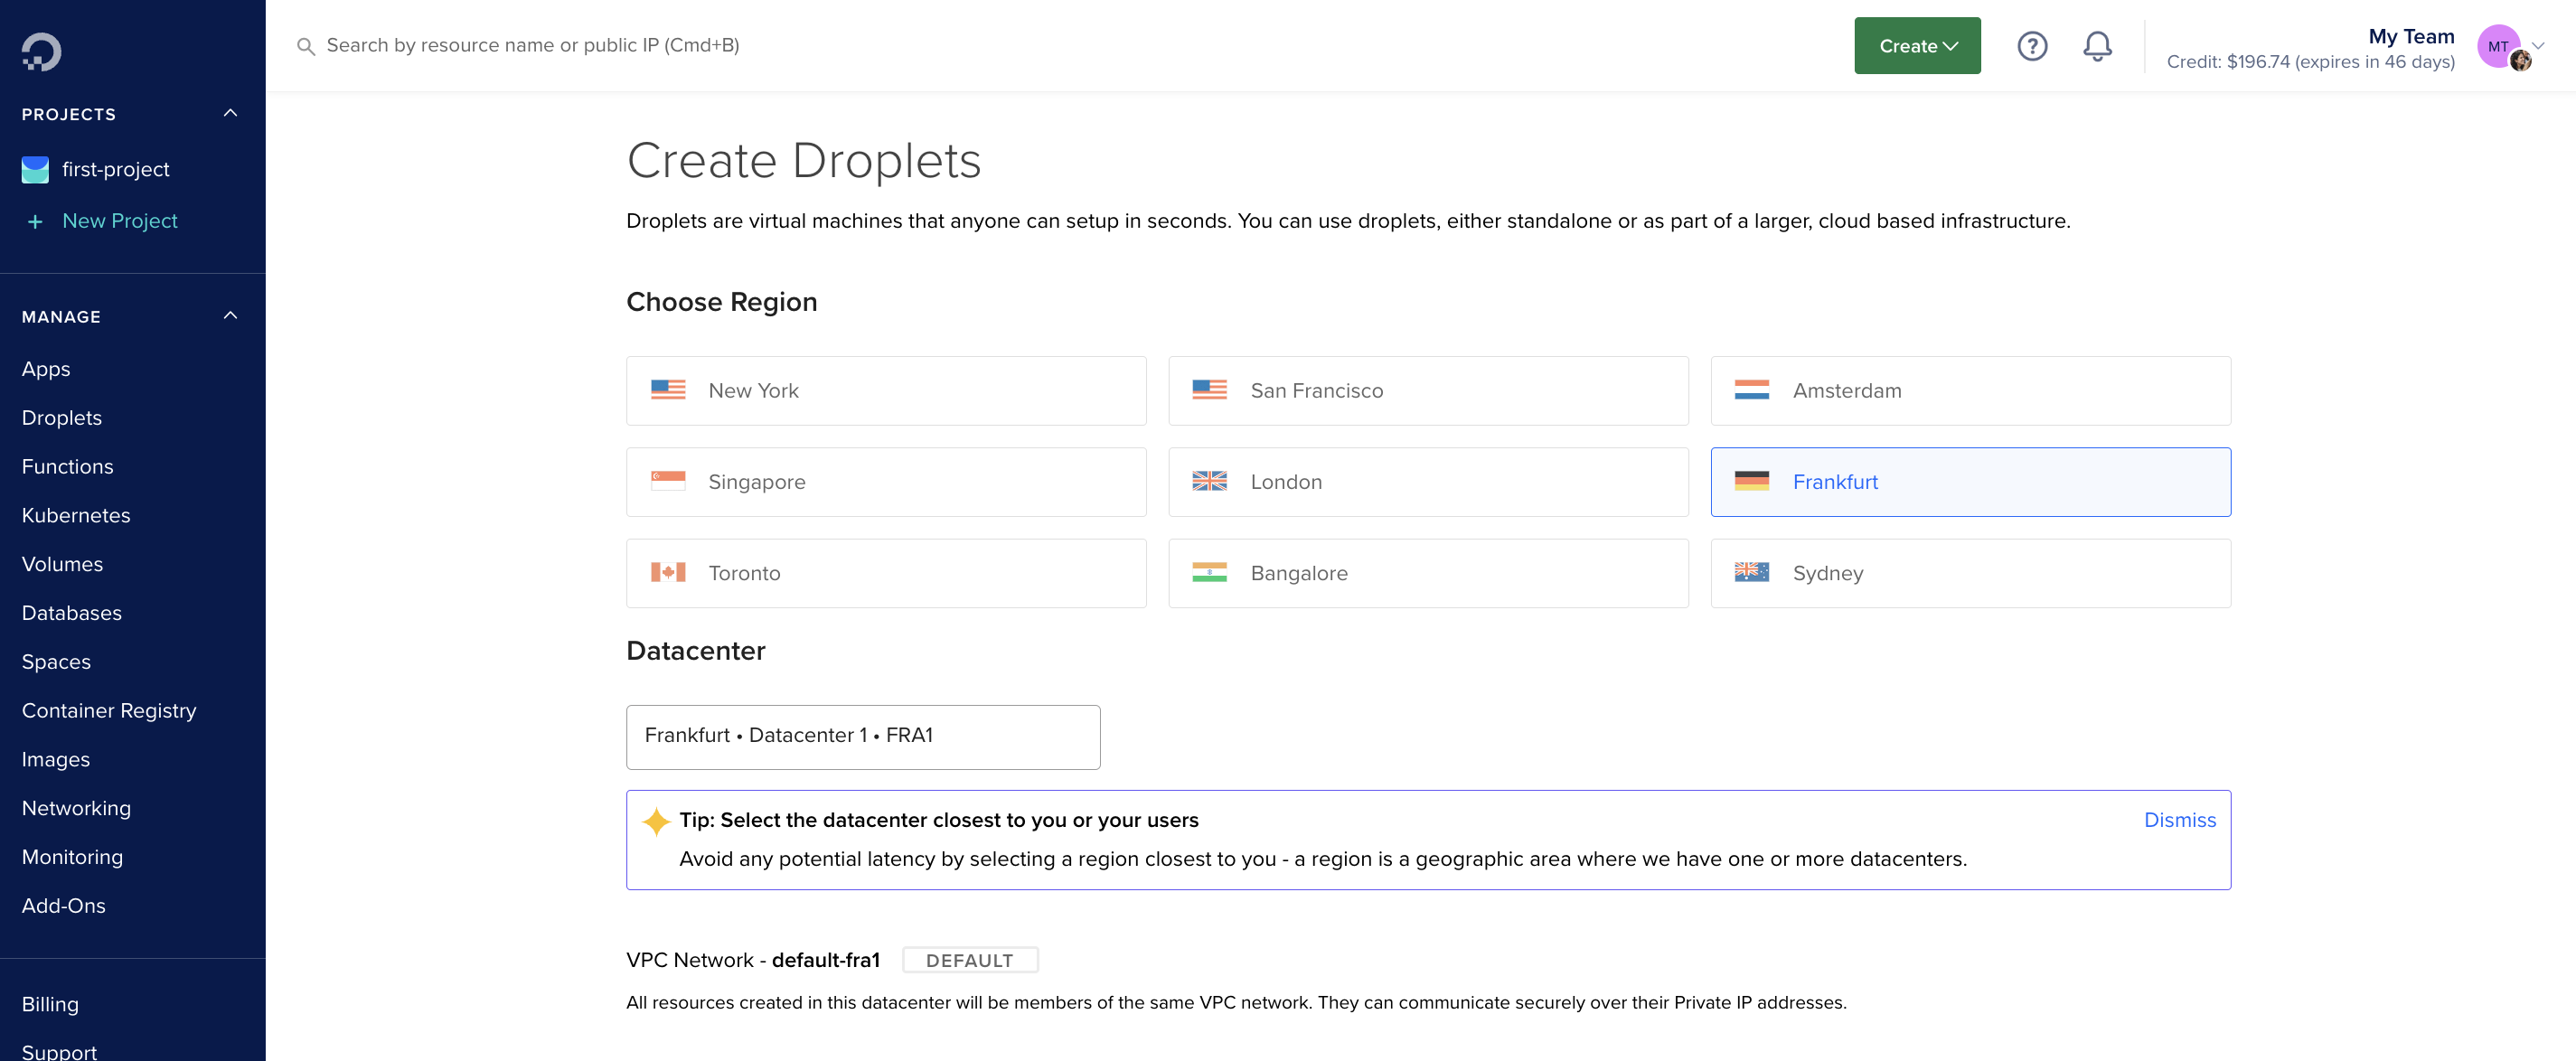 Search by resource name or public IP (Cmd+B)
Create
My Team
Credit: $196.74 (expires in 46 days)
MT
PROJECTS
first-project
+ New Project
MANAGE
Apps
Droplets
Functions
Kubernetes
Volumes
Databases
Spaces
Container Registry
Images
Networking
Monitoring
Add-Ons
Billing
Support
Create Droplets
Droplets are virtual machines that anyone can setup in seconds. You can use droplets, either standalone or as part of a larger, cloud based infrastructure.
Choose Region
New York
San Francisco
Amsterdam
Singapore
London
Frankfurt
Toronto
Bangalore
Sydney
Datacenter
Frankfurt • Datacenter 1 • FRA1
Tip: Select the datacenter closest to you or your users
Dismiss
Avoid any potential latency by selecting a region closest to you - a region is a geographic area where we have one or more datacenters.
VPC Network - default-fra1 DEFAULT
All resources created in this datacenter will be members of the same VPC network. They can communicate securely over their Private IP addresses.